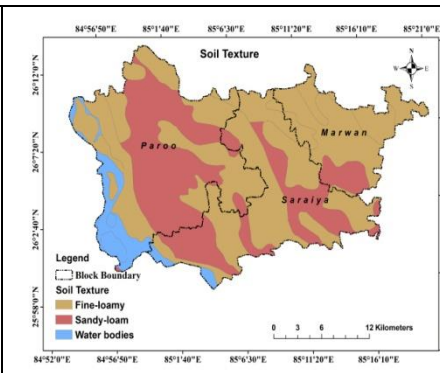 84°56'50"E 85°1'40"E 85°6'30"E 85°11'20"E 85°16'10"E 85°21'0"E
Soil Texture
N
W E
S
26°12'0"N
26°7'20"N
26°2'40"N
25°58'0"N
Paroo
Marwan
Saraiya
Legend
Block Boundary
Soil Texture
Fine-loamy
Sandy-loam
Water bodies
0 3 6 12 Kilometers
84°52'0"E 84°56'50"E 85°1'40"E 85°6'30"E 85°11'20"E 85°16'10"E